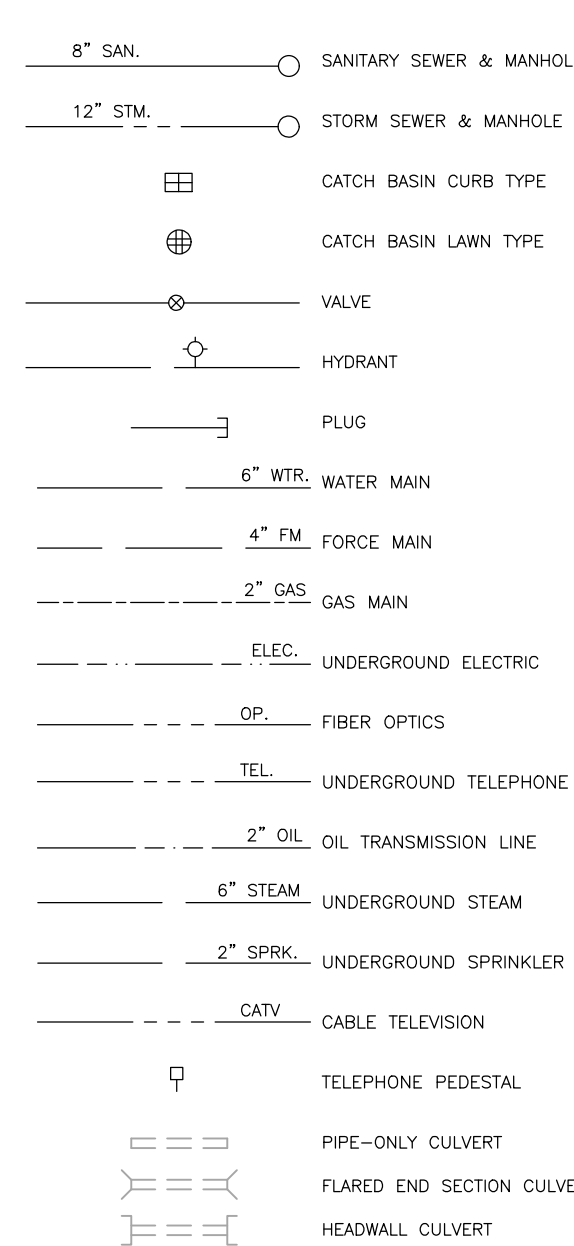 8” SAN. SANITARY SEWER & MANHOL
12” STM. STORM SEWER & MANHOLE
CATCH BASIN CURB TYPE
CATCH BASIN LAWN TYPE
VALVE
HYDRANT
PLUG
6” WTR. WATER MAIN
4” FM FORCE MAIN
2” GAS GAS MAIN
ELEC. UNDERGROUND ELECTRIC
OP. FIBER OPTICS
TEL. UNDERGROUND TELEPHONE
2” OIL OIL TRANSMISSION LINE
6” STEAM UNDERGROUND STEAM
2” SPRK. UNDERGROUND SPRINKLER
CATV CABLE TELEVISION
TELEPHONE PEDESTAL
PIPE-ONLY CULVERT
FLARED END SECTION CULVE
HEADWALL CULVERT